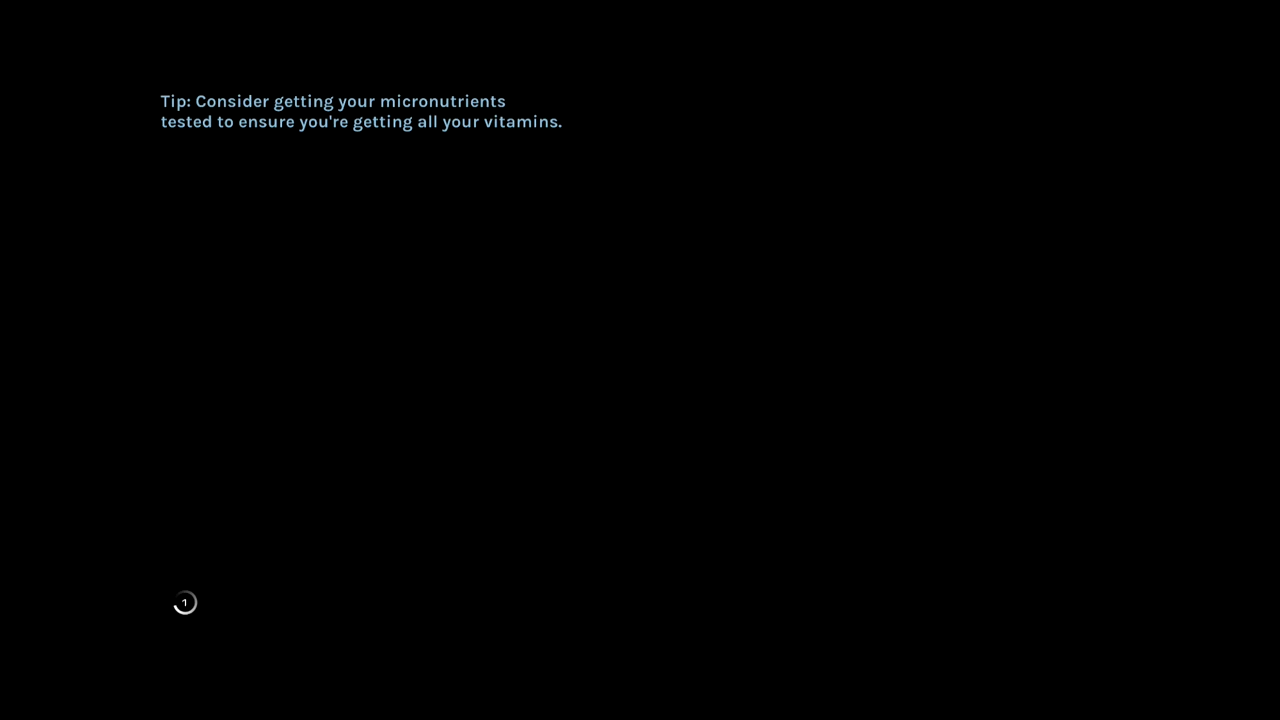 Tip: Consider getting your micronutrients
tested to ensure you're getting all your vitamins.
1